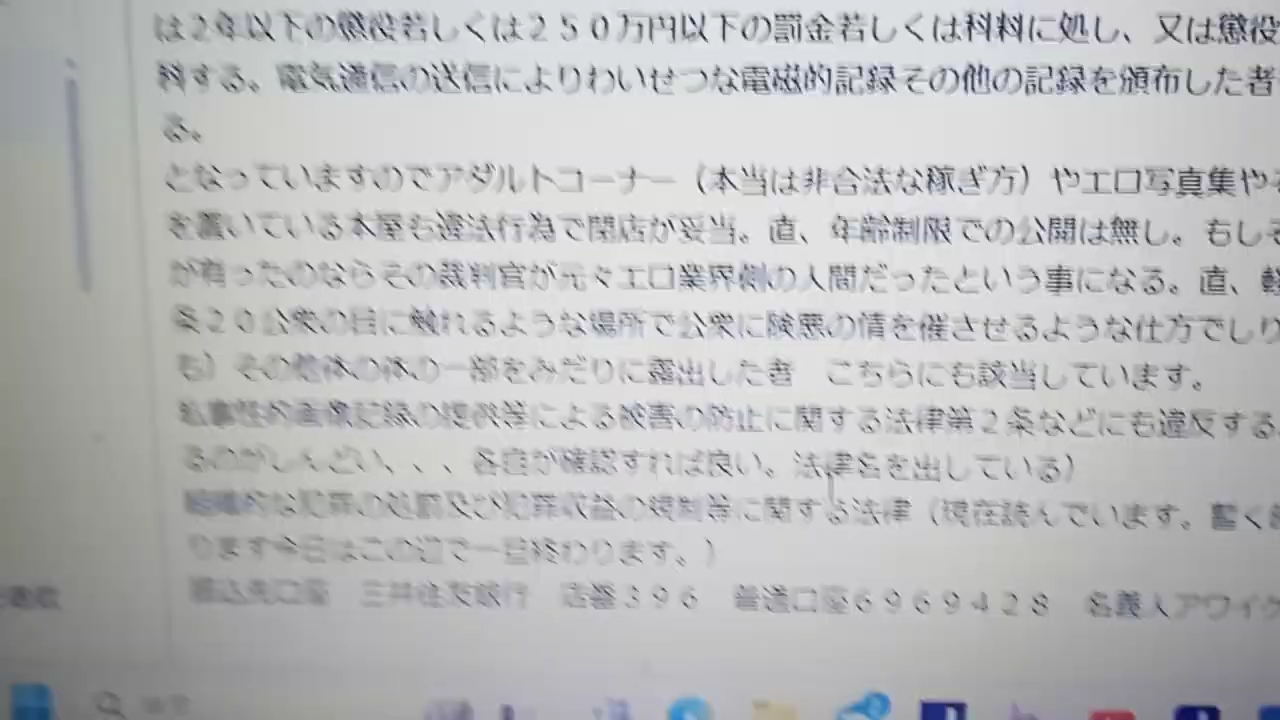 は2年以下の懲役若しくは２５０万円以下の罰金若しくは科料に処し、又は懲役
料する。電気通信の送信によりわいせつな電磁的記録その他の記録を頒布した者
る。
となっていますのでアダルトコーナー（本当は非合法な稼ぎ方）やエロ写真集や
を置いている本屋も違法行為で閉店が妥当。直、年齢制限での公開は無し。もしそ
が有ったのならその裁判官が元々エロ業界側の人間だったという事になる。直、軽
条２０公衆の目に触れるような場所で公衆に険悪の情を催させるような仕方でしり
も）その他体の体の一部をみだりに露出した者　こちらにも該当しています。
私事性的画像記録の提供等による被害の防止に関する法律第２条などにも違反する
るのがしんどい、、、各自が確認すれば良い。法律名を出している）
組織的な犯罪の処罰及び犯罪収益の規制等に関する法律（現在読んでいます。暫く
ります今日はこの辺で一旦終わります。）
振込先口座　三井住友銀行　店番３９６　普通口座６９６９４２８　名義人アワイ